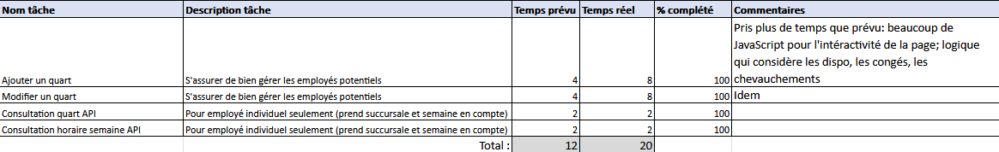 Nom tâche Description tâche Temps prévu Temps réel % complété Commentaires
Pris plus de temps que prévu: beaucoup de
JavaScript pour l'intéractivité de la page; logique
qui considère les dispo, les congés, les
chevauchements
Ajouter un quart S'assurer de bien gérer les employés potentiels 4 8 100
Modifier un quart S'assurer de bien gérer les employés potentiels 4 8 100 Idem
Consultation quart API Pour employé individuel seulement (prend succursale et semaine en compte) 2 2 100
Consultation horaire semaine API Pour employé individuel seulement (prend succursale et semaine en compte) 2 2 100
Total : 12 20